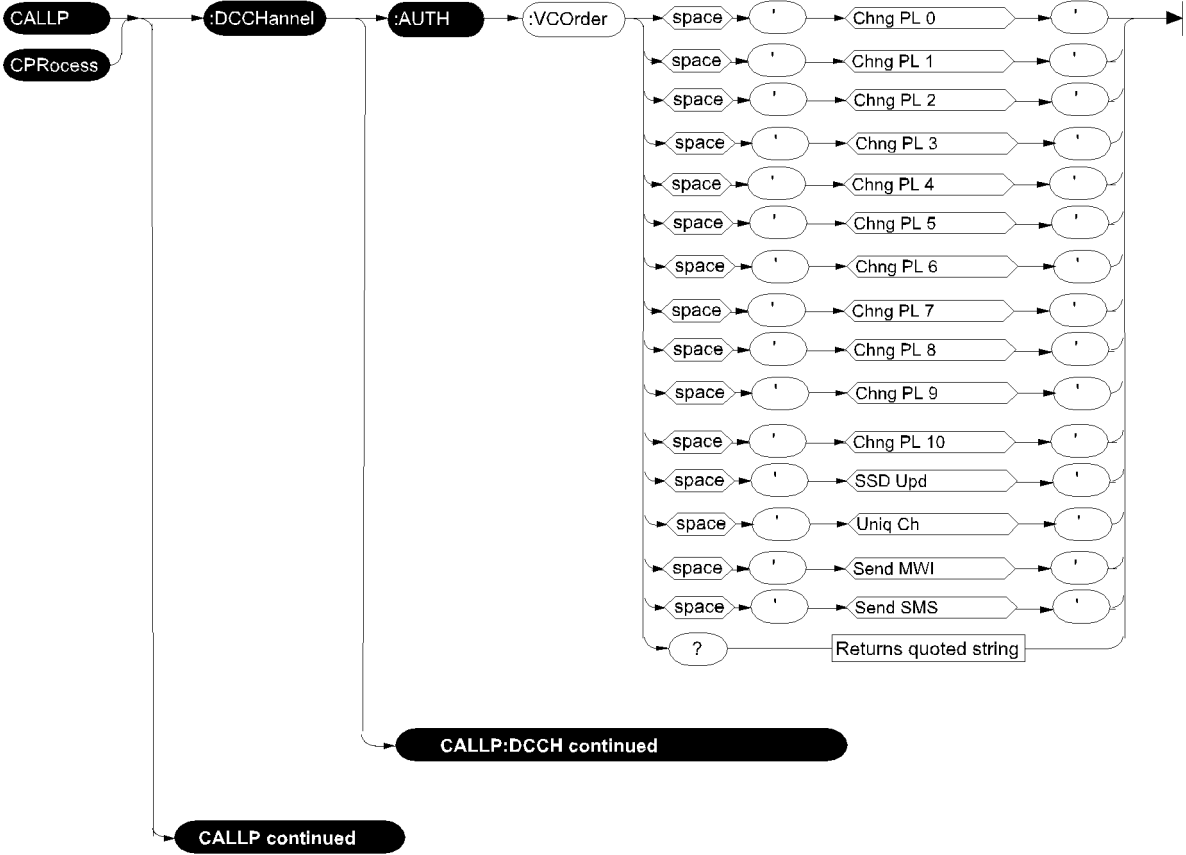 CALLP :DCCHannel :AUTH :VCOrder space ' Chng PL 0 '
CPRocess
space ' Chng PL 1 '
space ' Chng PL 2 '
space ' Chng PL 3 '
space ' Chng PL 4 '
space ' Chng PL 5 '
space ' Chng PL 6 '
space ' Chng PL 7 '
space ' Chng PL 8 '
space ' Chng PL 9 '
space ' Chng PL 10 '
space ' SSD Upd '
space ' Uniq Ch '
space ' Send MWI '
space ' Send SMS '
? Returns quoted string
CALLP:DCCH continued
CALLP continued